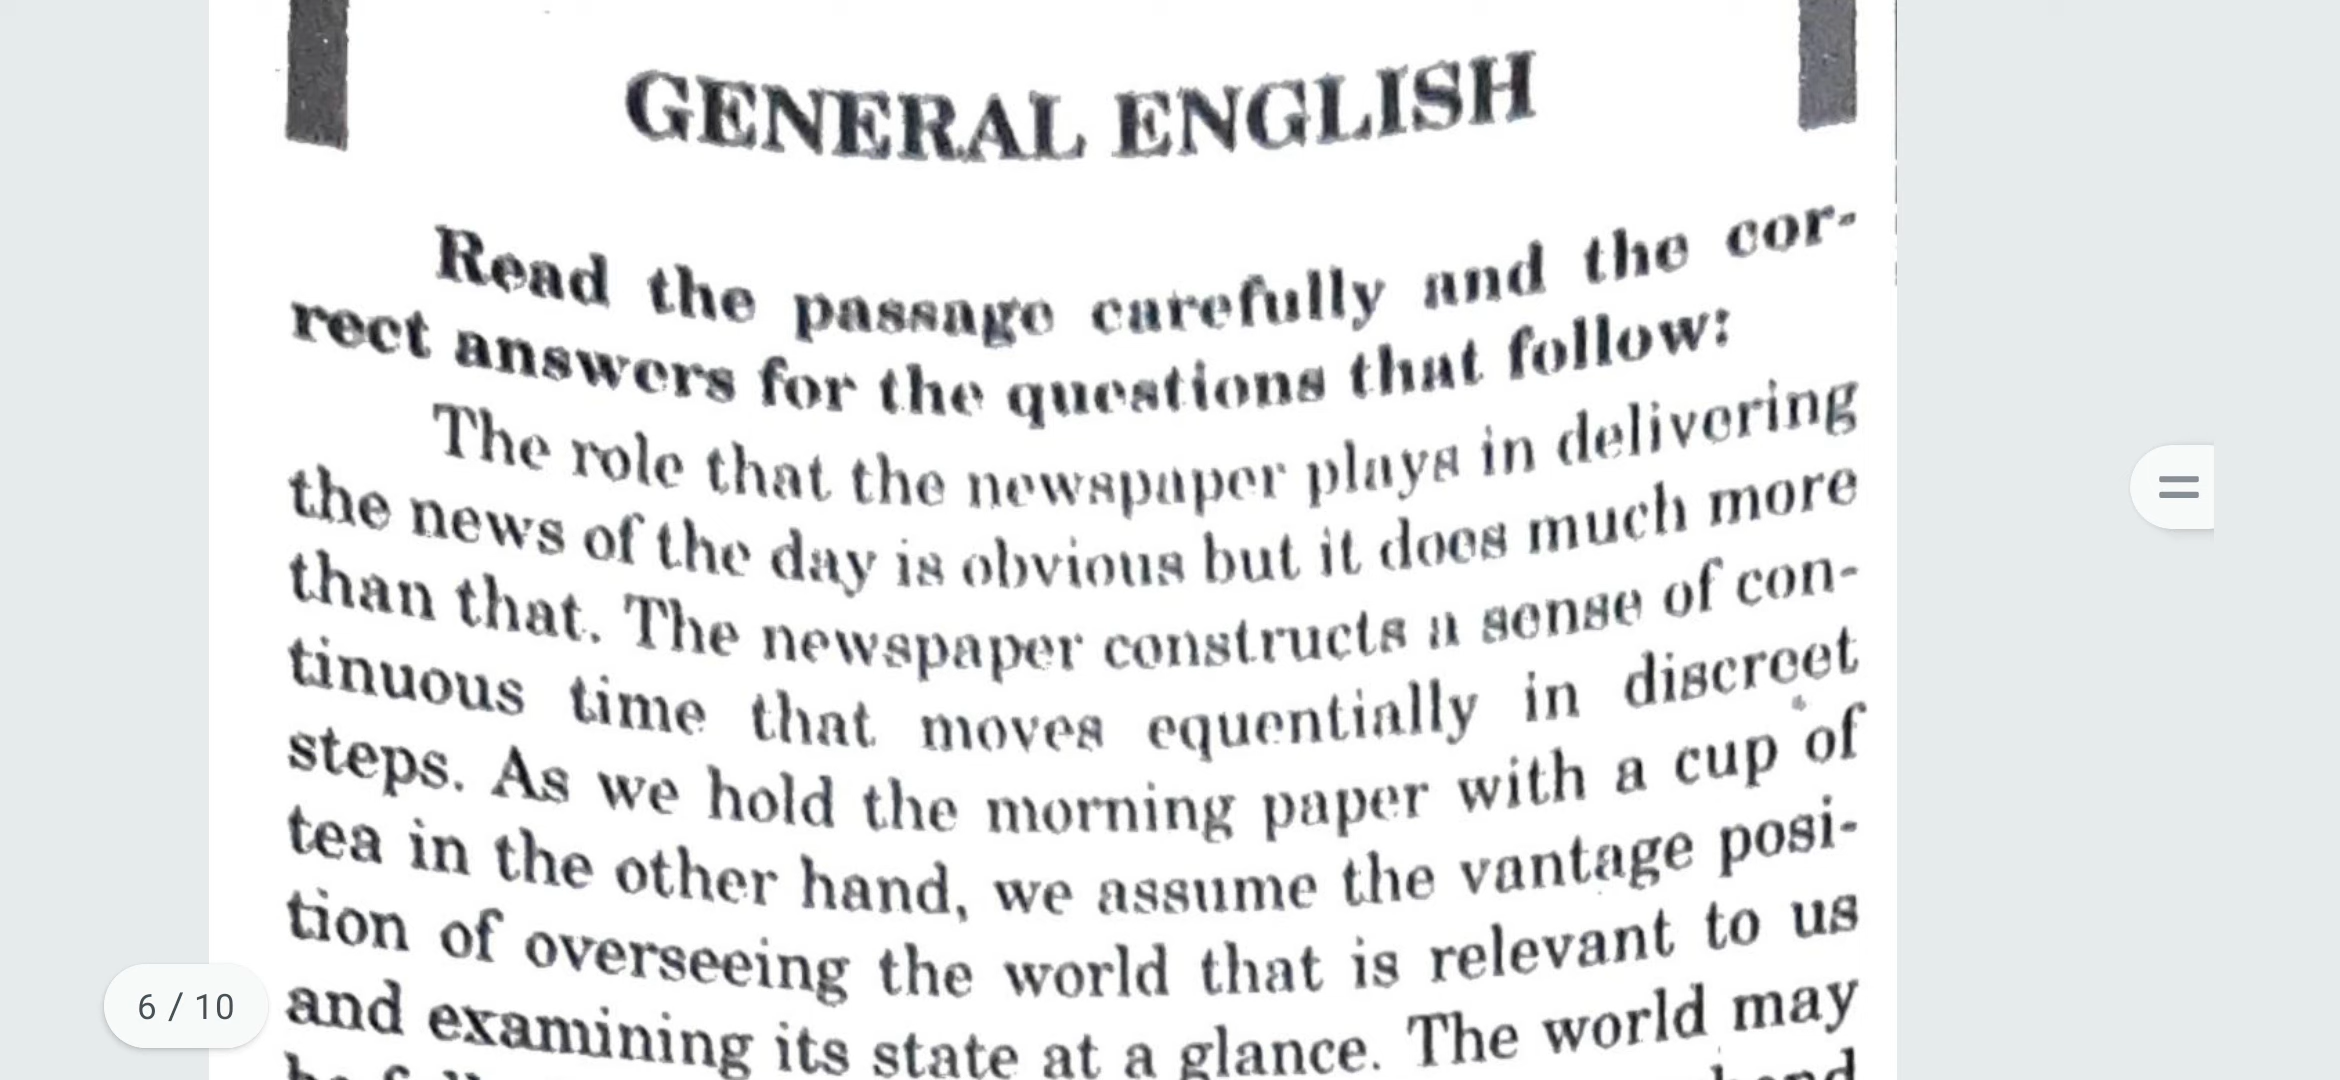 GENERAL ENGLISH
Read the passage carefully and the cor-
rect answers for the questions that follow:
The role that the newspaper plays in delivering
the news of the day is obvious but it does much more
than that. The newspaper constructs a sense of con-
tinuous time that moves equentially in discreet
steps. As we hold the morning paper with a cup of
tea in the other hand, we assume the vantage posi-
tion of overseeing the world that is relevant to us
and examining its state at a glance. The world may
6 / 10